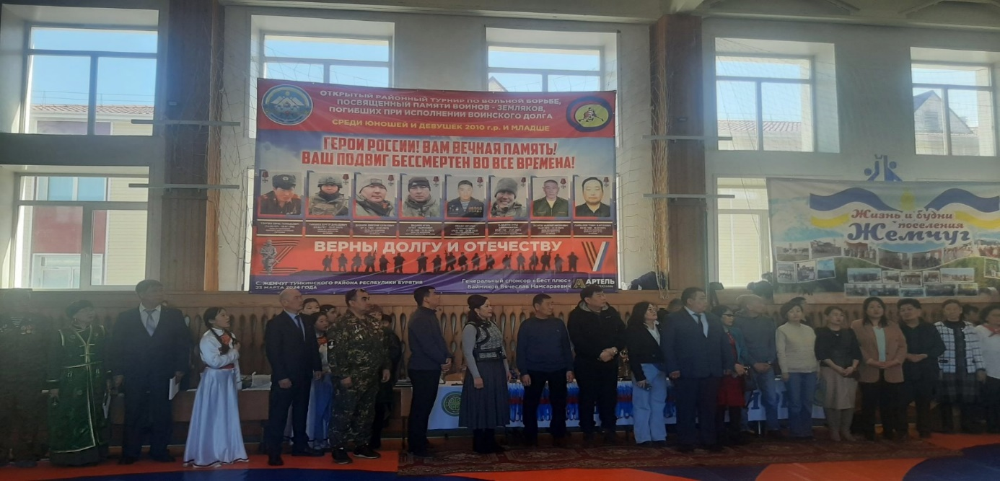 ОТКРЫТЫЙ РАЙОННЫЙ ТУРНИР ПО ВОЛЬНОЙ БОРЬБЕ,
ПОСВЯЩЕННЫЙ ПАМЯТИ ВОИНОВ - ЗЕМЛЯКОВ,
ПОГИБШИХ ПРИ ИСПОЛНЕНИИ ВОИНСКОГО ДОЛГА
СРЕДИ ЮНОШЕЙ И ДЕВУШЕК 2010 г.р. И МЛАДШЕ
ГЕРОИ РОССИИ! ВАМ ВЕЧНАЯ ПАМЯТЬ!
ВАШ ПОДВИГ БЕССМЕРТЕН ВО ВСЕ ВРЕМЕНА!
ВЕРНЫ ДОЛГУ И ОТЕЧЕСТВУ
С. ЖЕМЧУГ ТУНКИНСКОГО РАЙОНА РЕСПУБЛИКИ БУРЯТИЯ
23 МАРТА 2024 ГОДА
Генеральный спонсор «Бест плюс»
Байминов Вячеслав Намсараевич
АРТЕЛЬ
Жизнь и будни
поселения
Жемчуг